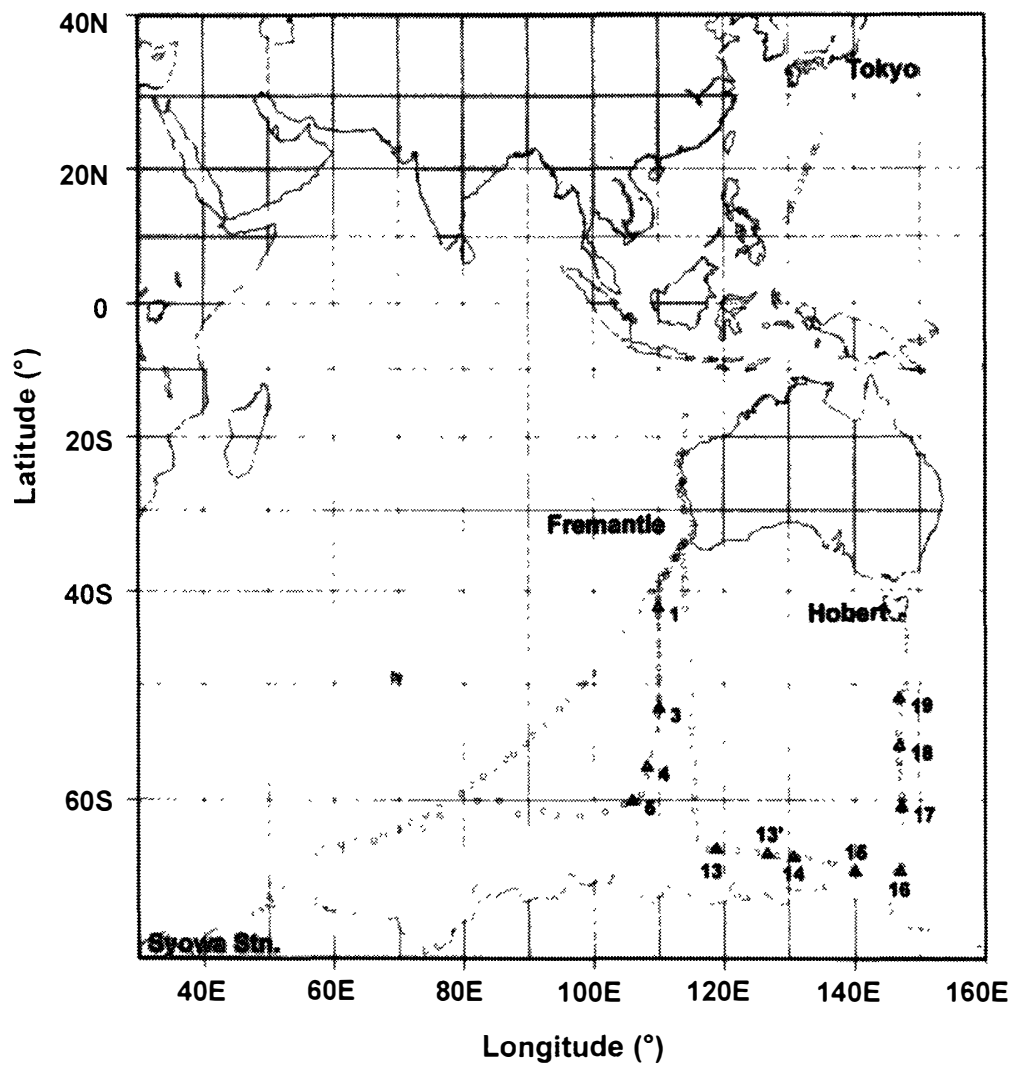 40N
Tokyo
20N
0
Latitude (°)
20S
Fremantle
40S
1
Hobert
3
19
4
18
60S
5
17
13'
15
13
14
16
Syowa Stn.
40E 60E 80E 100E 120E 140E 160E
Longitude (°)